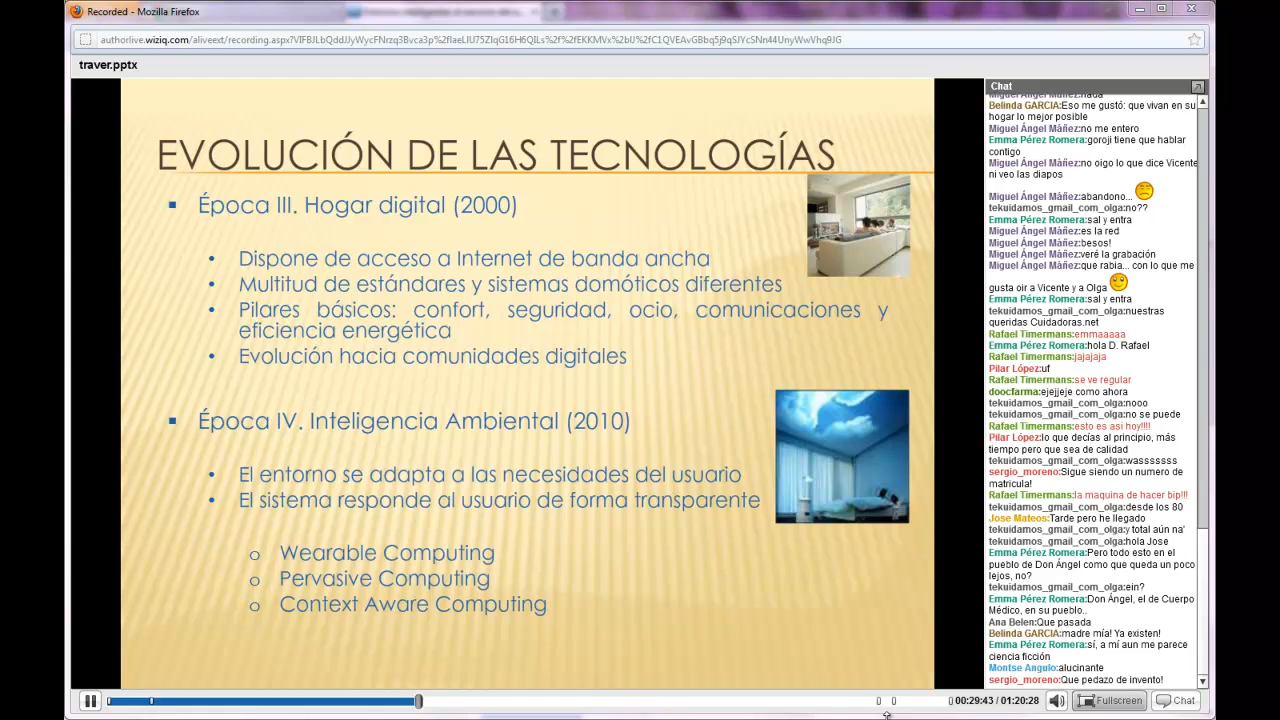 Recorded - Mozilla Firefox
authorlive.wiziq.com/aliveext/recording.aspx?
traver.pptx
EVOLUCIÓN DE LAS TECNOLOGÍAS
Época III. Hogar digital (2000)
• Dispone de acceso a Internet de banda ancha
• Multitud de estándares y sistemas domóticos diferentes
• Pilares básicos: confort, seguridad, ocio, comunicaciones y
eficiencia energética
• Evolución hacia comunidades digitales
Época IV. Inteligencia Ambiental (2010)
• El entorno se adapta a las necesidades del usuario
• El sistema responde al usuario de forma transparente
o Wearable Computing
o Pervasive Computing
o Context Aware Computing
Chat
Miguel Ángel Máñez:nada
Belinda GARCIA:Eso me gustó: que vivan en su
hogar lo mejor posible
Miguel Ángel Máñez:no me entero
Emma Pérez Romera:goroji tiene que hablar
contigo
Miguel Ángel Máñez:no oigo lo que dice Vicente
ni veo las diapos
Miguel Ángel Máñez:abandono...
tekuidamos_gmail_com_olga:no??
Emma Pérez Romera:sal y entra
Miguel Ángel Máñez:es la red
Miguel Ángel Máñez:besos!
Miguel Ángel Máñez:veré la grabación
Miguel Ángel Máñez:que rabia... con lo que me
gusta oir a Vicente y a Olga
Emma Pérez Romera:sal y entra
tekuidamos_gmail_com_olga:nuestras
queridas Cuidadoras.net
Rafael Timermans:emmaaaaa
Emma Pérez Romera:hola D. Rafael
Rafael Timermans:jajajaja
Pilar López:uf
Rafael Timermans:se ve regular
doocfarma:ejejjeje como ahora
tekuidamos_gmail_com_olga:nooo
tekuidamos_gmail_com_olga:no se puede
Rafael Timermans:esto es asi hoy!!!!
Pilar López:lo que decías al principio, más
tiempo pero que sea de calidad
tekuidamos_gmail_com_olga:wasssssss
sergio_moreno:Sigue siendo un numero de
matricula!
Rafael Timermans:la maquina de hacer bip!!!
tekuidamos_gmail_com_olga:desde los 80
Jose Mateos:Tarde pero he llegado
tekuidamos_gmail_com_olga:y total aún na'
tekuidamos_gmail_com_olga:hola Jose
Emma Pérez Romera:Pero todo esto en el
pueblo de Don Ángel como que queda un poco
lejos, no?
tekuidamos_gmail_com_olga:ein?
Emma Pérez Romera:Don Ángel, el de Cuerpo
Médico, en su pueblo..
Ana Belen:Que pasada
Belinda GARCIA:madre mía! Ya existen!
Emma Pérez Romera:sí, a mí aun me parece
ciencia ficción
Montse Angulo:alucinante
sergio_moreno:Que pedazo de invento!
00:29:43 / 01:20:28
Fullscreen
Chat